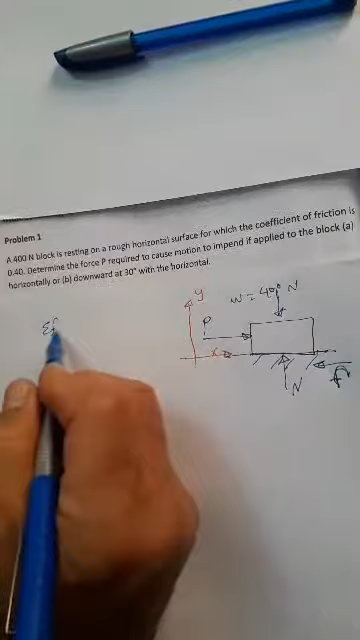 Problem 1
A 400 N block is resting on a rough horizontal surface for which the coefficient of friction is
0.40. Determine the force P required to cause motion to impend if applied to the block (a)
horizontally or (b) downward at 30° with the horizontal.
y
w = 400 N
P
x
N
Σf